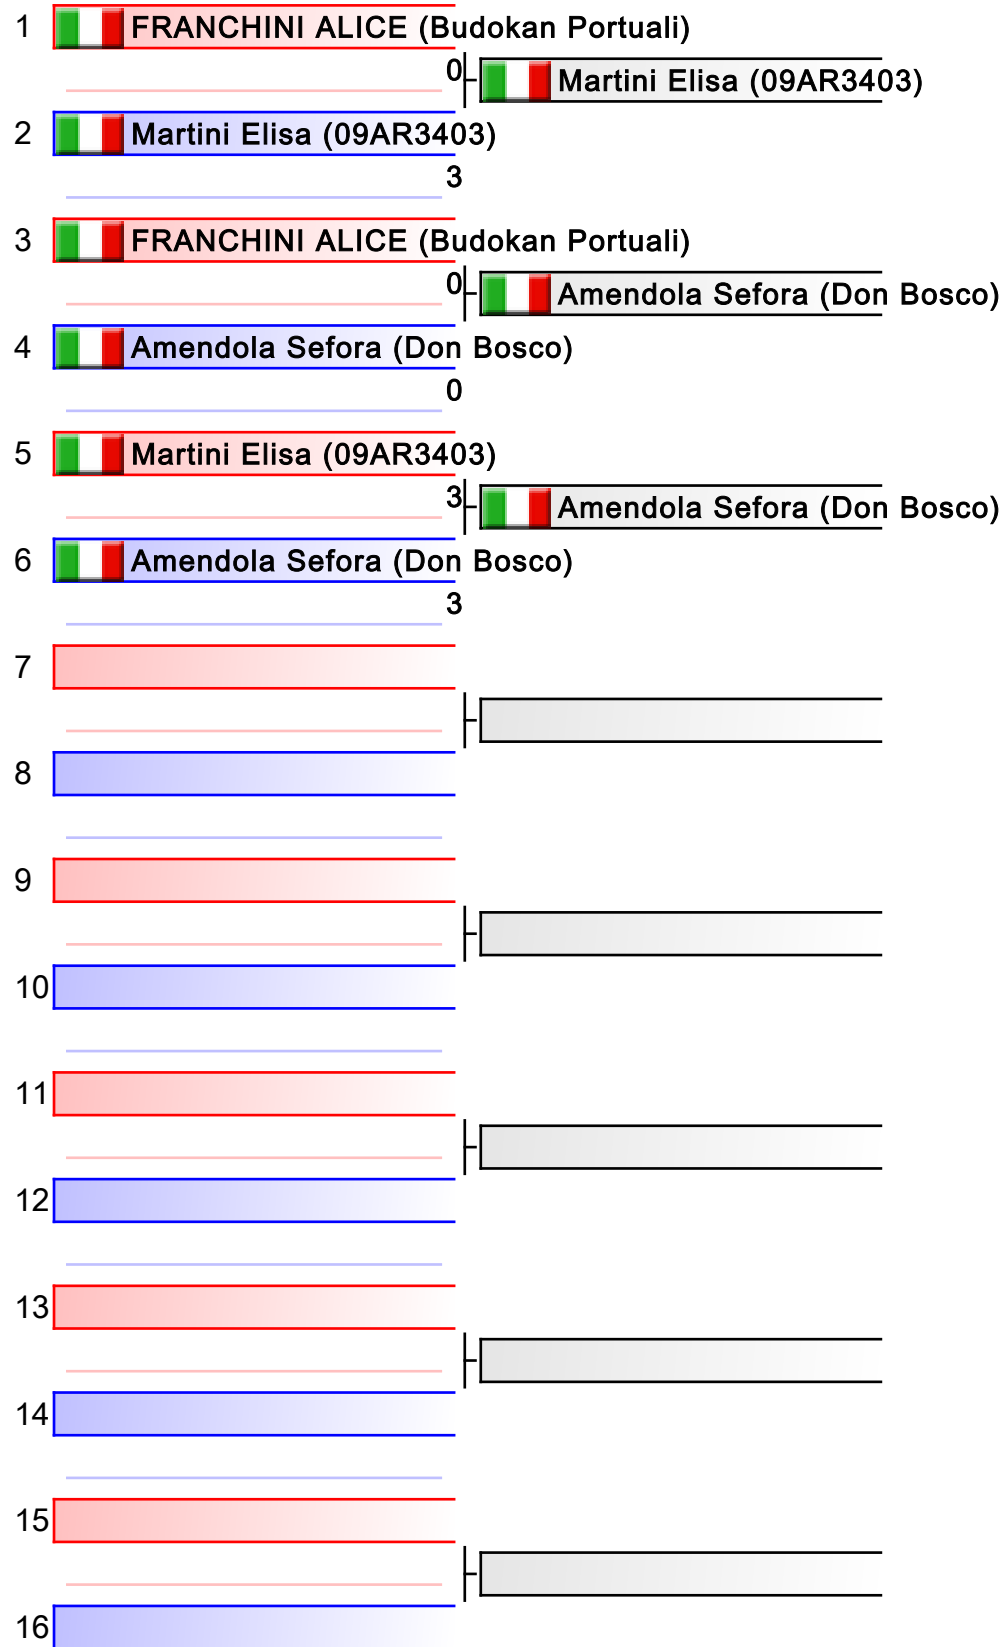 1 FRANCHINI ALICE (Budokan Portuali)
0 Martini Elisa (09AR3403)
2 Martini Elisa (09AR3403)
3
3 FRANCHINI ALICE (Budokan Portuali)
0 Amendola Sefora (Don Bosco)
4 Amendola Sefora (Don Bosco)
0
5 Martini Elisa (09AR3403)
3 Amendola Sefora (Don Bosco)
6 Amendola Sefora (Don Bosco)
3
7
8
9
10
11
12
13
14
15
16